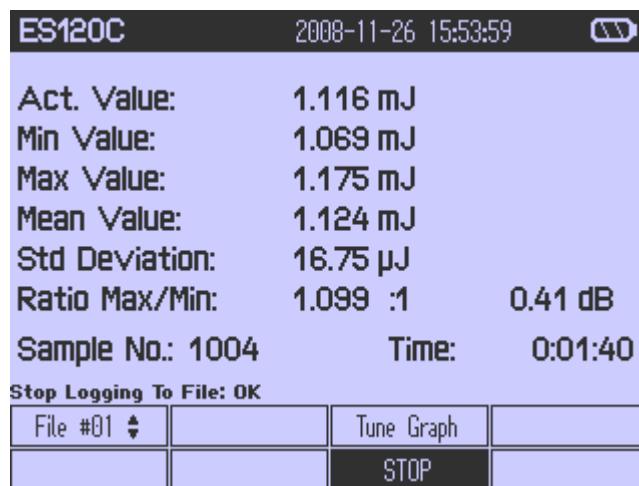 ES120C 2008-11-26 15:53:59
Act. Value: 1.116 mJ
Min Value: 1.069 mJ
Max Value: 1.175 mJ
Mean Value: 1.124 mJ
Std Deviation: 16.75 µJ
Ratio Max/Min: 1.099 :1 0.41 dB
Sample No.: 1004 Time: 0:01:40
Stop Logging To File: OK
File #01 Tune Graph
STOP